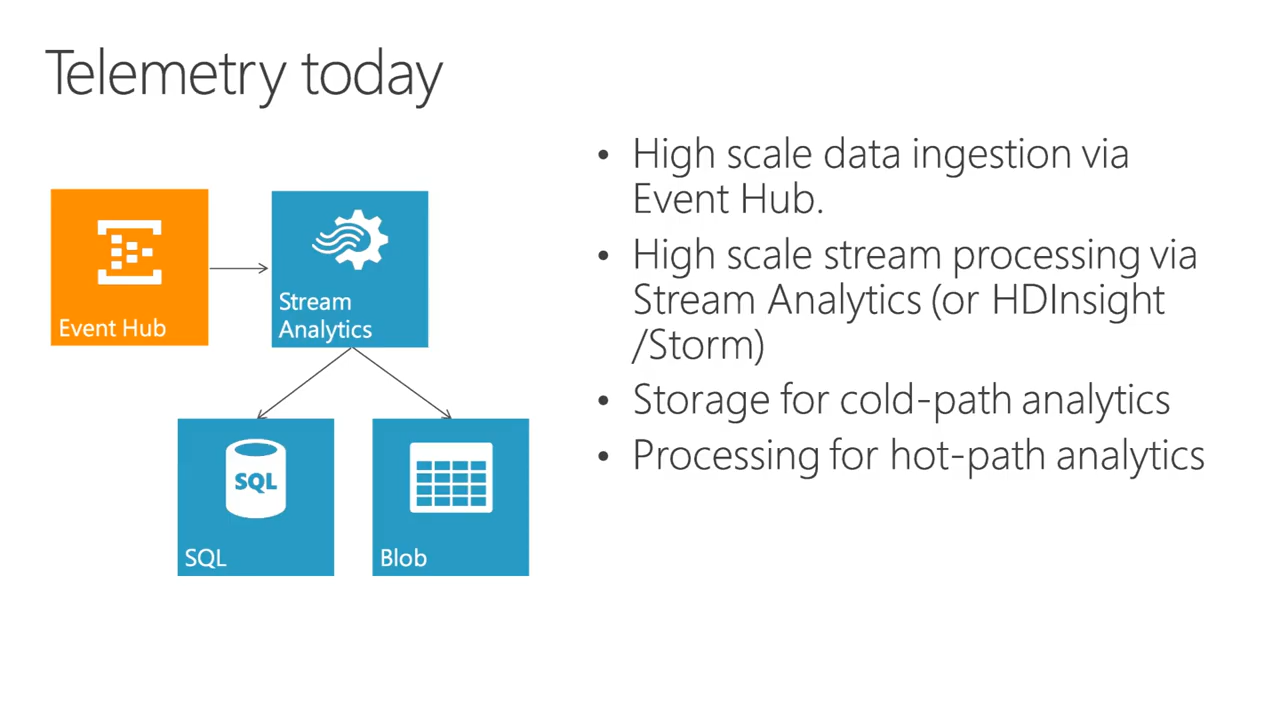 Telemetry today
Event Hub
Stream
Analytics
SQL
SQL
Blob
• High scale data ingestion via
Event Hub.
• High scale stream processing via
Stream Analytics (or HDInsight
/Storm)
• Storage for cold-path analytics
• Processing for hot-path analytics